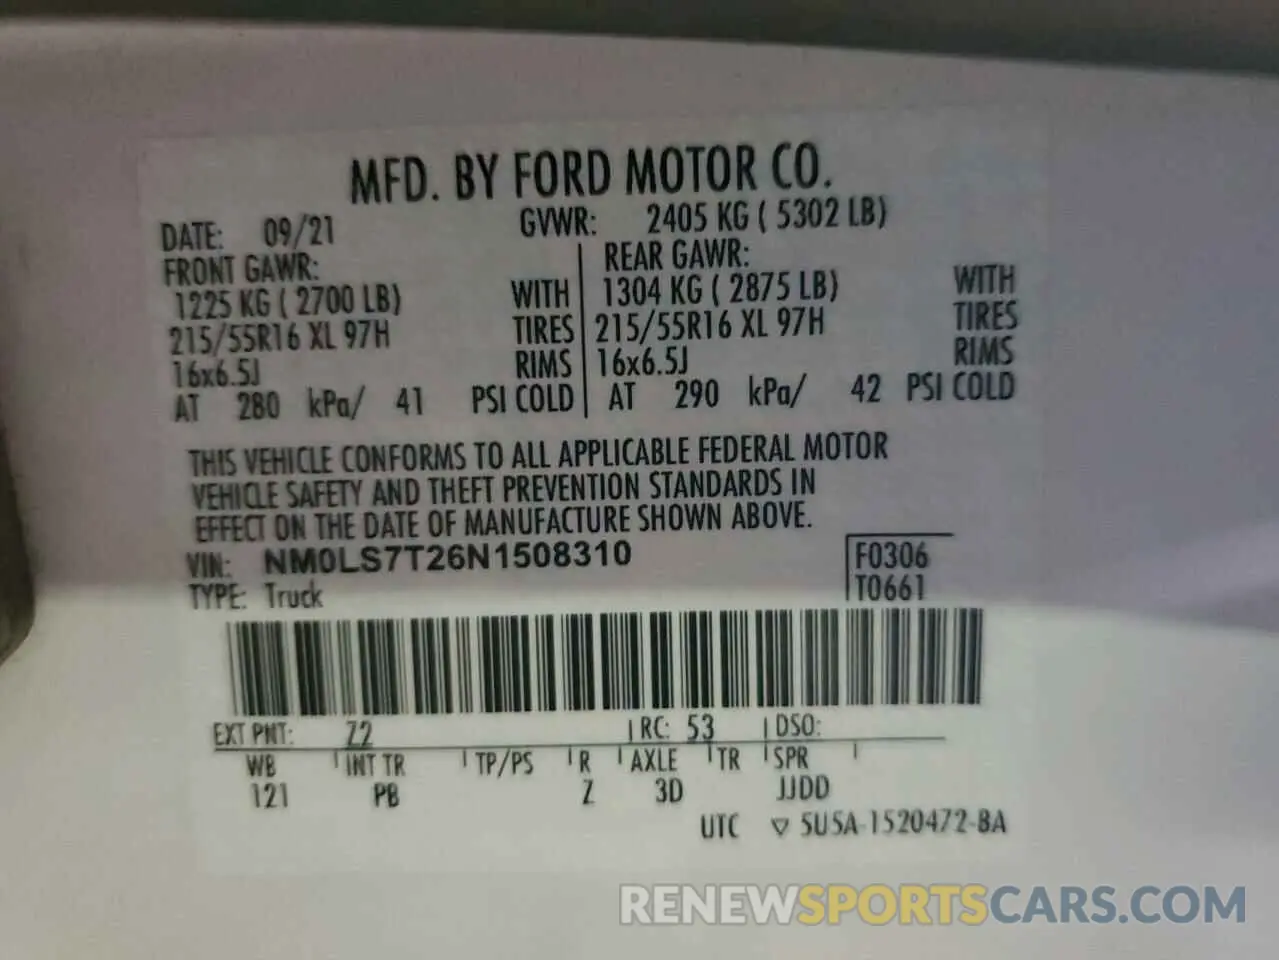 MFD. BY FORD MOTOR CO.
DATE: 09/21 GVWR: 2405 KG ( 5302 LB)
FRONT GAWR: REAR GAWR:
1225 KG ( 2700 LB) WITH 1304 KG ( 2875 LB) WITH
215/55R16 XL 97H TIRES 215/55R16 XL 97H TIRES
16x6.5J RIMS 16x6.5J RIMS
AT 280 kPa/ 41 PSI COLD AT 290 kPa/ 42 PSI COLD
THIS VEHICLE CONFORMS TO ALL APPLICABLE FEDERAL MOTOR
VEHICLE SAFETY AND THEFT PREVENTION STANDARDS IN
EFFECT ON THE DATE OF MANUFACTURE SHOWN ABOVE.
VIN: NM0LS7T26N1508310 F0306
TYPE: Truck T0661
EXT PNT: Z2 RC: 53 DSO:
WB INT TR TP/PS R AXLE TR SPR
121 PB Z 3D JJDD
UTC ▽ 5U5A-1520472-BA
RENEWSPORTSCARS.COM